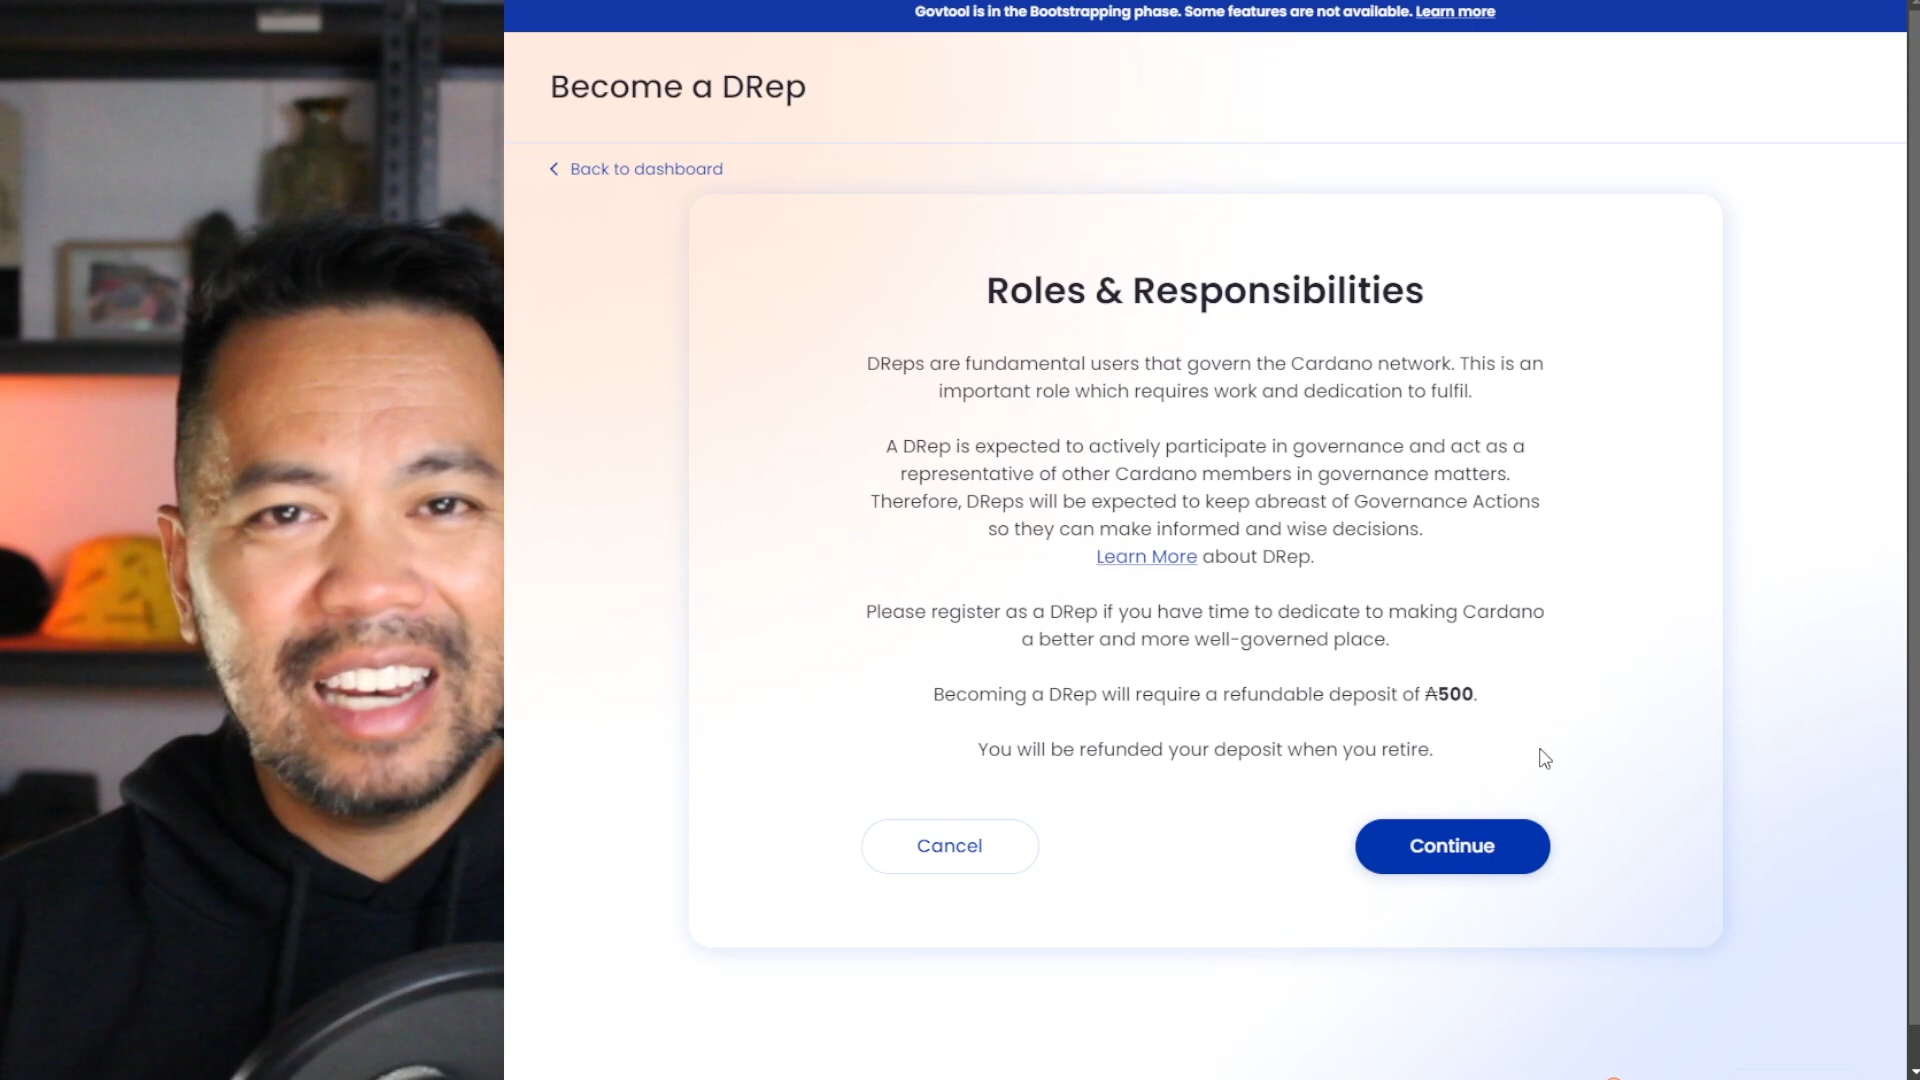 Govtool is in the Bootstrapping phase. Some features are not available. Learn more
Become a DRep
Back to dashboard
Roles & Responsibilities
DReps are fundamental users that govern the Cardano network. This is an
important role which requires work and dedication to fulfil.
A DRep is expected to actively participate in governance and act as a
representative of other Cardano members in governance matters.
Therefore, DReps will be expected to keep abreast of Governance Actions
so they can make informed and wise decisions.
Learn More about DRep.
Please register as a DRep if you have time to dedicate to making Cardano
a better and more well-governed place.
Becoming a DRep will require a refundable deposit of ₳500.
You will be refunded your deposit when you retire.
Cancel
Continue